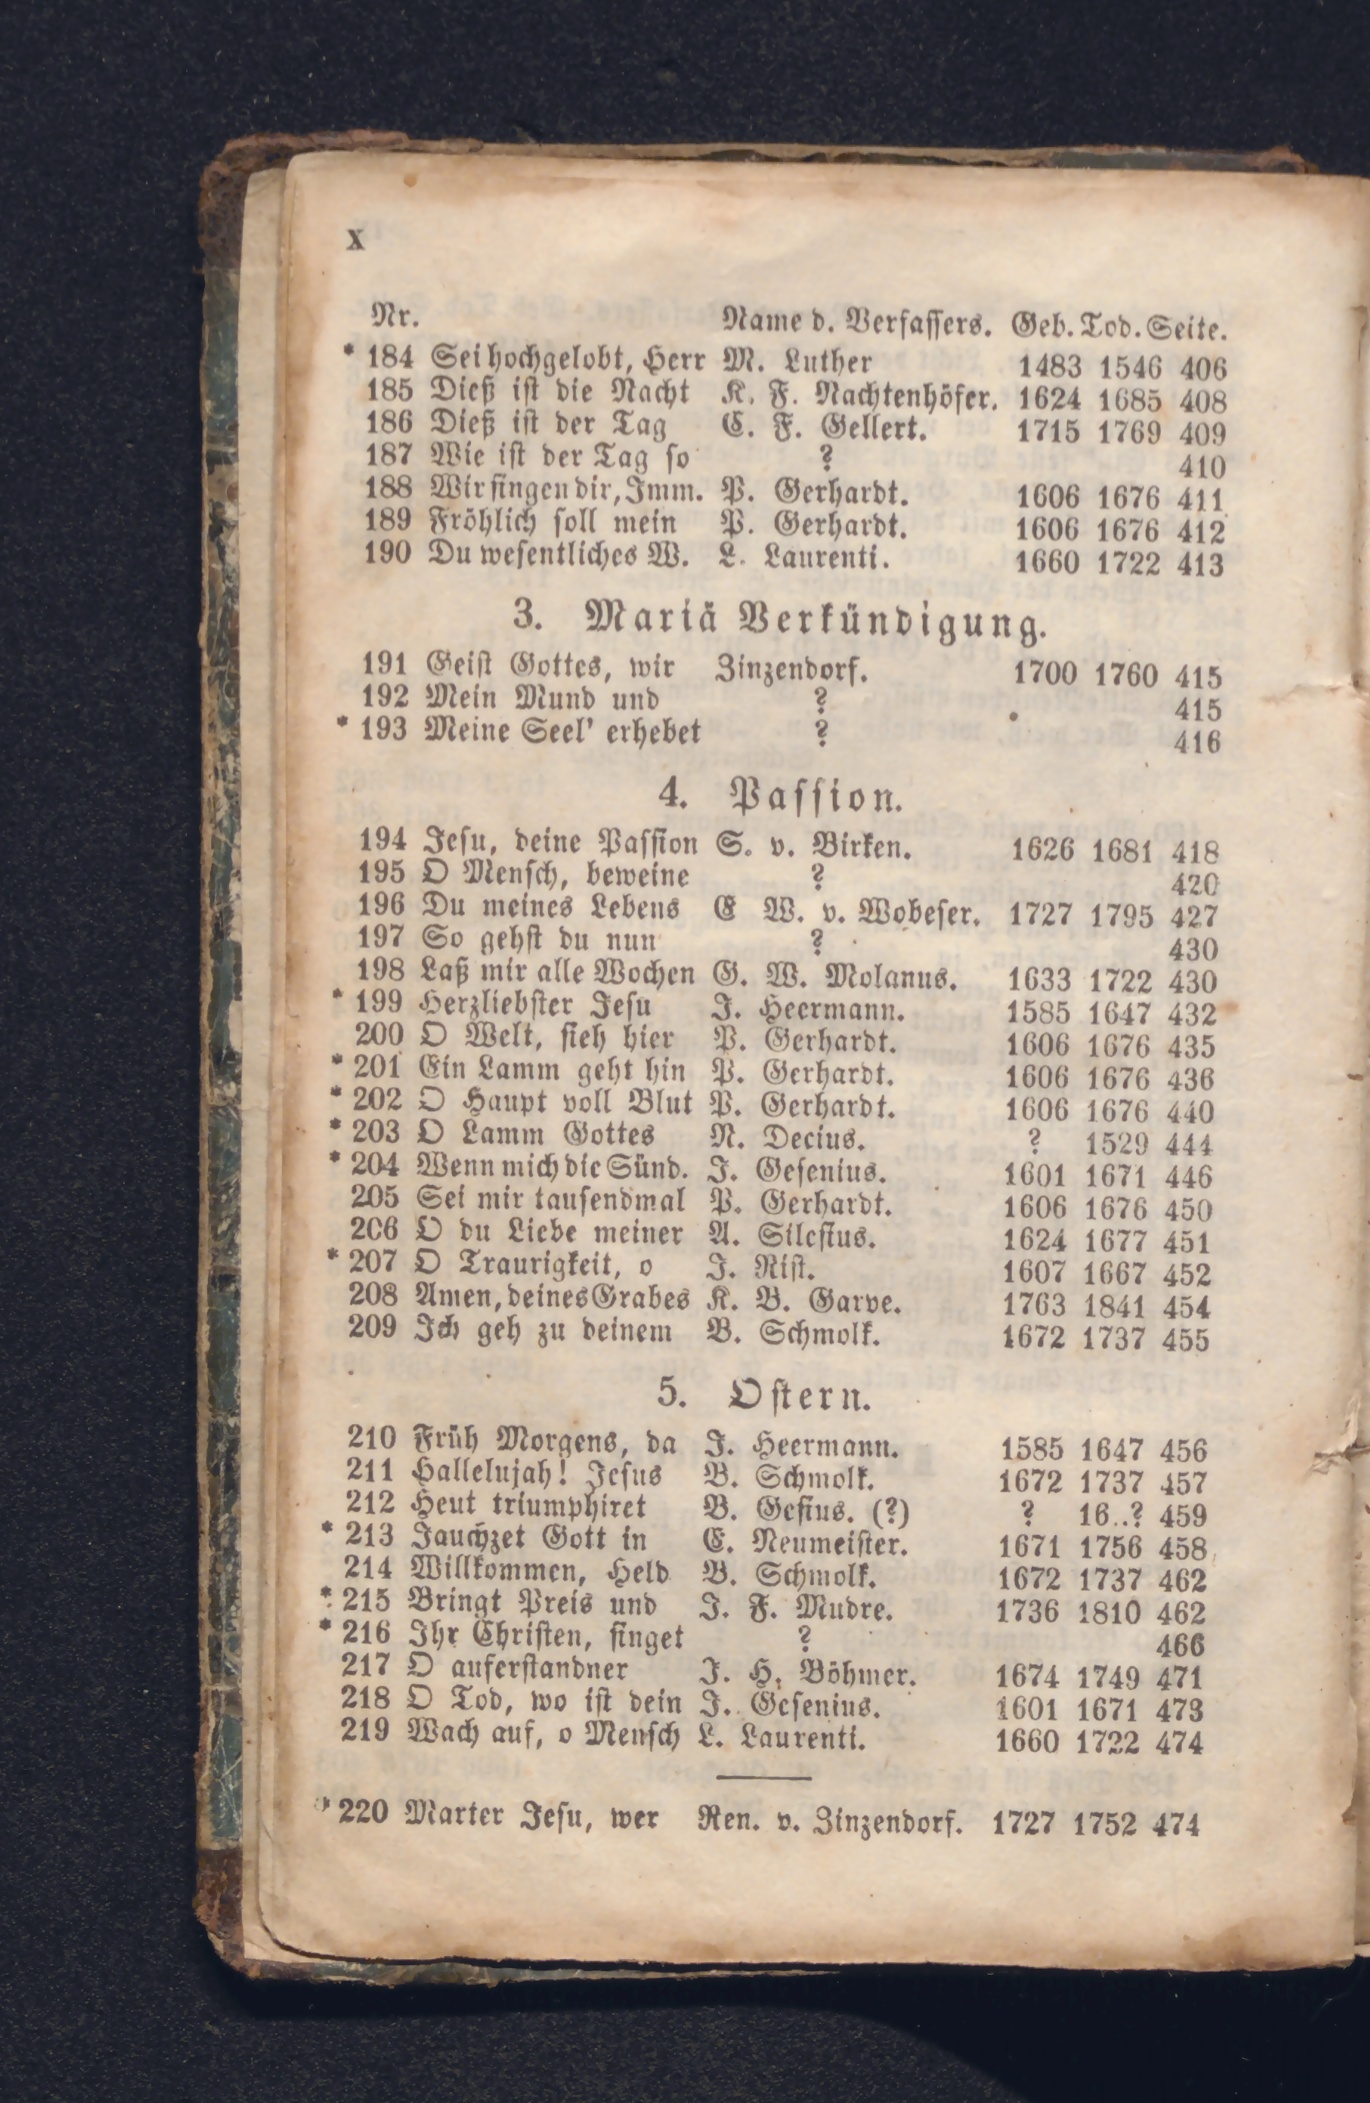 X
Nr. Name d. Verfassers. Geb. Tod. Seite.
* 184 Sei hochgelobt, Herr M. Luther 1483 1546 406
185 Dieß ist die Nacht K. F. Nachtenhöfer. 1624 1685 408
186 Dieß ist der Tag C. F. Gellert. 1715 1769 409
187 Wie ist der Tag so ? 410
188 Wir singen dir, Imm. P. Gerhardt. 1606 1676 411
189 Fröhlich soll mein P. Gerhardt. 1606 1676 412
190 Du wesentliches W. L. Laurenti. 1660 1722 413
3. Mariä Verkündigung.
191 Geist Gottes, wir Zinzendorf. 1700 1760 415
192 Mein Mund und ? 415
* 193 Meine Seel' erhebet ? 416
4. Passion.
194 Jesu, deine Passion S. v. Birken. 1626 1681 418
195 O Mensch, beweine ? 420
196 Du meines Lebens E W. v. Wobeser. 1727 1795 427
197 So gehst du nun ? 430
198 Laß mir alle Wochen G. W. Molanus. 1633 1722 430
* 199 Herzliebster Jesu J. Heermann. 1585 1647 432
200 O Welt, sieh hier P. Gerhardt. 1606 1676 435
* 201 Ein Lamm geht hin P. Gerhardt. 1606 1676 436
* 202 O Haupt voll Blut P. Gerhardt. 1606 1676 440
* 203 O Lamm Gottes N. Decius. ? 1529 444
* 204 Wenn mich die Sünd. J. Gesenius. 1601 1671 446
205 Sei mir tausendmal P. Gerhardt. 1606 1676 450
206 O du Liebe meiner A. Silesius. 1624 1677 451
* 207 O Traurigkeit, o J. Rist. 1607 1667 452
208 Amen, deines Grabes K. B. Garve. 1763 1841 454
209 Ich geh zu deinem B. Schmolk. 1672 1737 455
5. Ostern.
210 Früh Morgens, da J. Heermann. 1585 1647 456
211 Hallelujah! Jesus B. Schmolk. 1672 1737 457
212 Heut triumphiret B. Gesius. (?) ? 16..? 459
* 213 Jauchzet Gott in E. Neumeister. 1671 1756 458
214 Willkommen, Held B. Schmolk. 1672 1737 462
* 215 Bringt Preis und J. F. Mudre. 1736 1810 462
* 216 Ihr Christen, singet ? 466
217 O auferstandner J. H. Böhmer. 1674 1749 471
218 O Tod, wo ist dein J. Gesenius. 1601 1671 473
219 Wach auf, o Mensch L. Laurenti. 1660 1722 474
* 220 Marter Jesu, wer Ren. v. Zinzendorf. 1727 1752 474